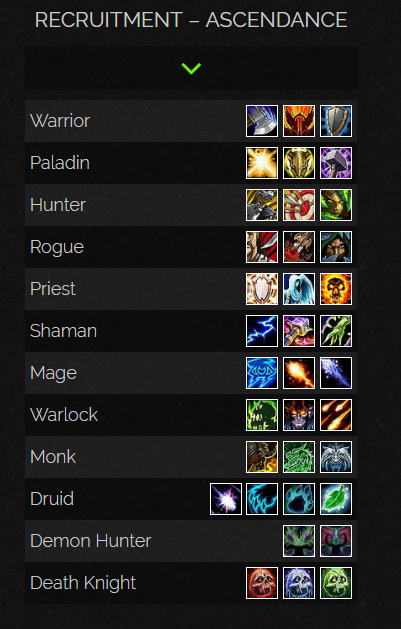 RECRUITMENT – ASCENDANCE
Warrior
Paladin
Hunter
Rogue
Priest
Shaman
Mage
Warlock
Monk
Druid
Demon Hunter
Death Knight